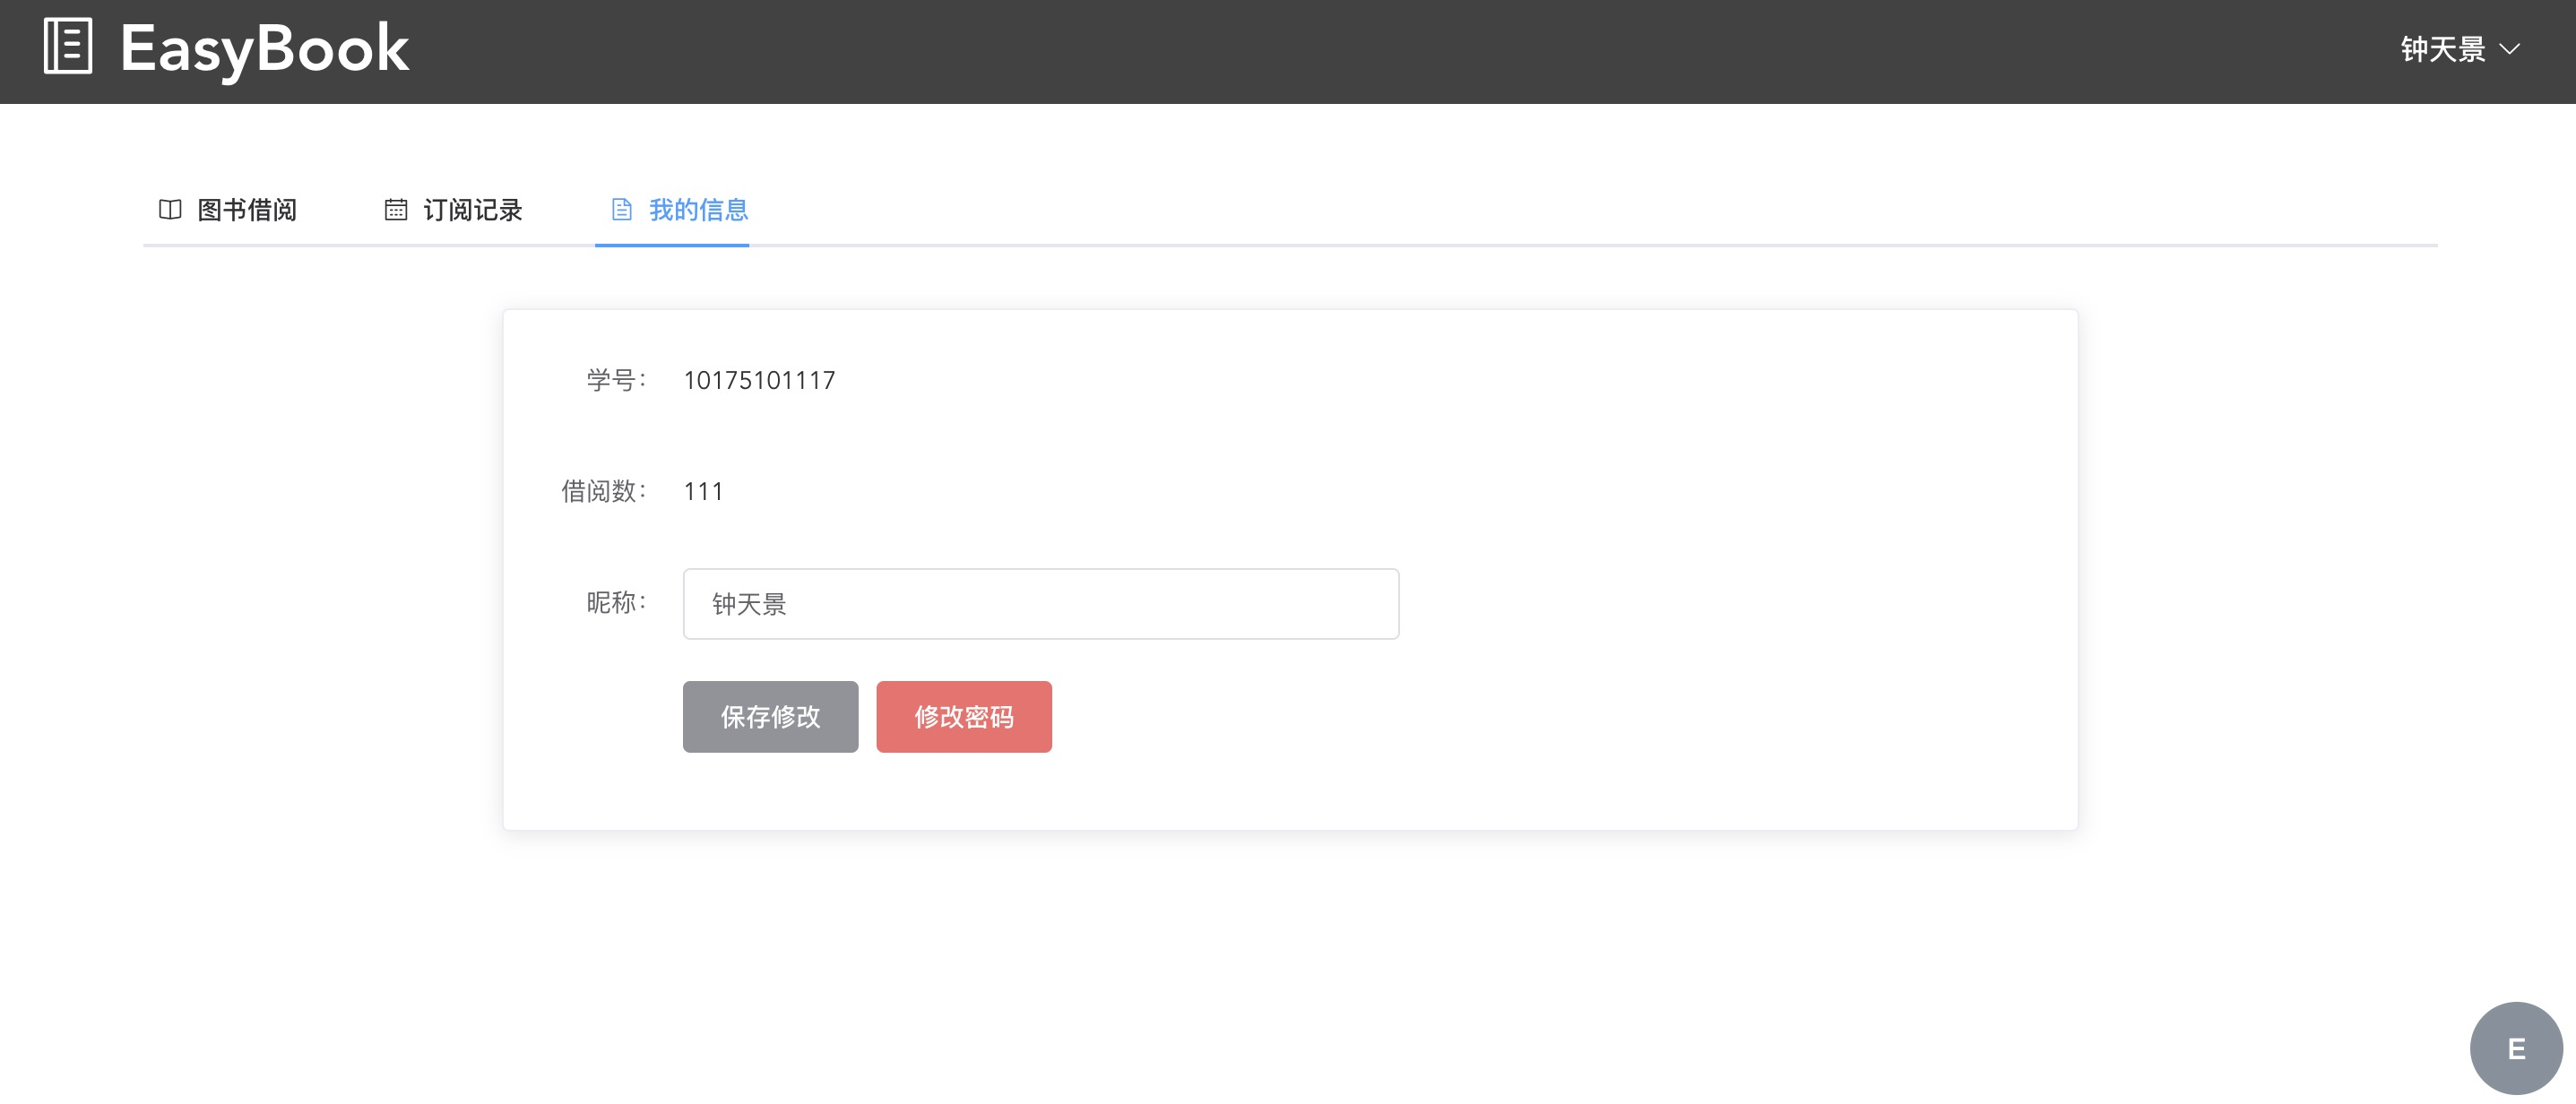 EasyBook
钟天景
图书借阅
订阅记录
我的信息
学号：
10175101117
借阅数：
111
昵称：
钟天景
保存修改
修改密码
E